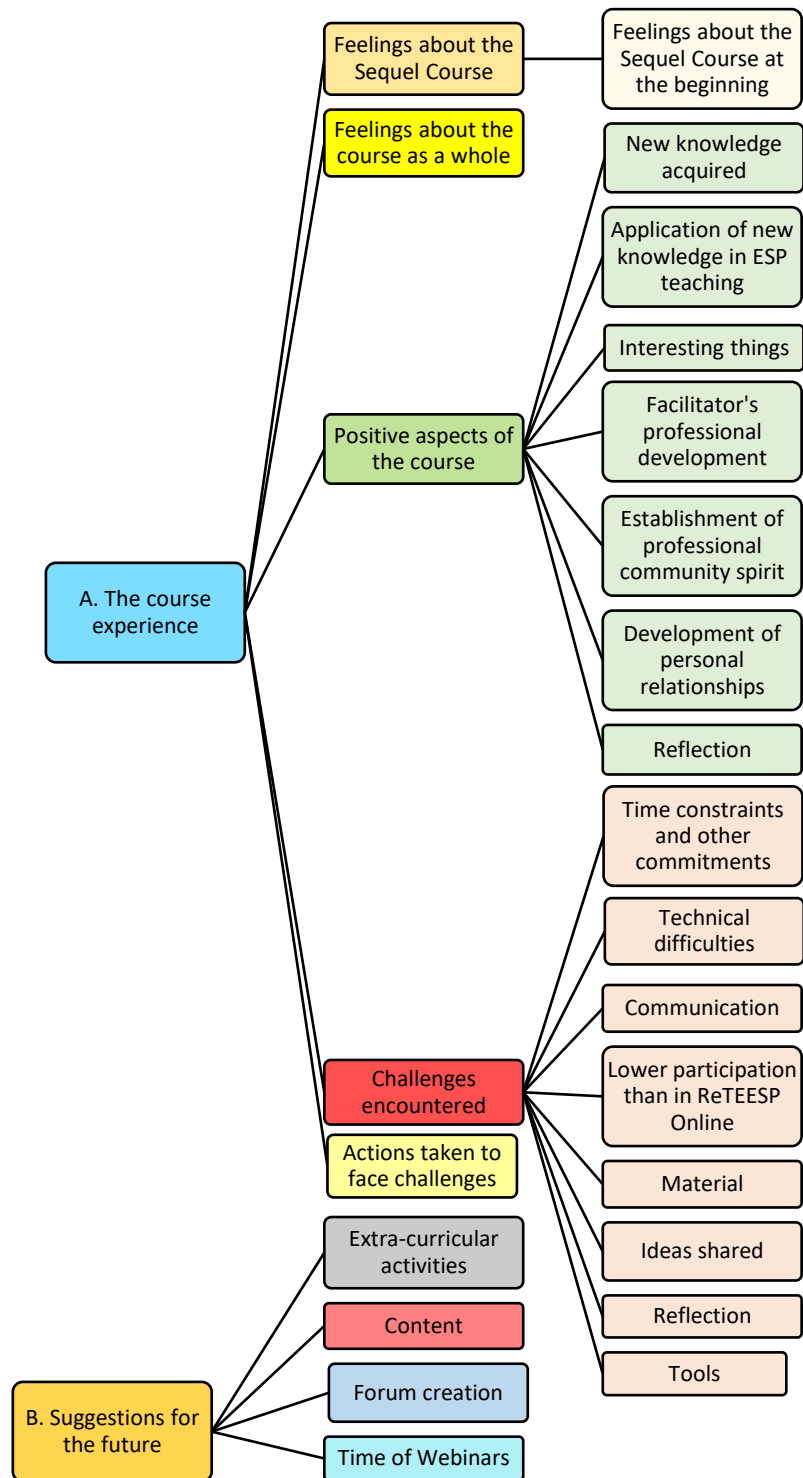 A. The course
experience
Feelings about the
Sequel Course
Feelings about the
Sequel Course at
the beginning
Feelings about the
course as a whole
Positive aspects of
the course
New knowledge
acquired
Application of new
knowledge in ESP
teaching
Interesting things
Facilitator's
professional
development
Establishment of
professional
community spirit
Development of
personal
relationships
Reflection
Challenges
encountered
Time constraints
and other
commitments
Technical
difficulties
Communication
Lower participation
than in ReTEESP
Online
Material
Ideas shared
Reflection
Tools
Actions taken to
face challenges
B. Suggestions for
the future
Extra-curricular
activities
Content
Forum creation
Time of Webinars